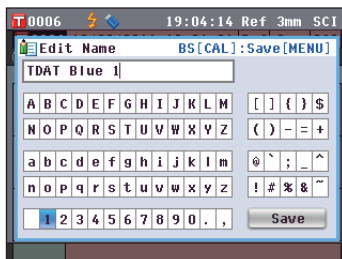 T0006 19:04:14 Ref 3mm SCI
Edit Name BS[CAL]:Save[MENU]
TDAT Blue 1
A B C D E F G H I J K L M [ ] { } $
N O P Q R S T U V W X Y Z ( ) - = +
a b c d e f g h i j k l m @ ` ; _ ^
n o p q r s t u v w x y z ! # % & ~
1 2 3 4 5 6 7 8 9 0 . , Save